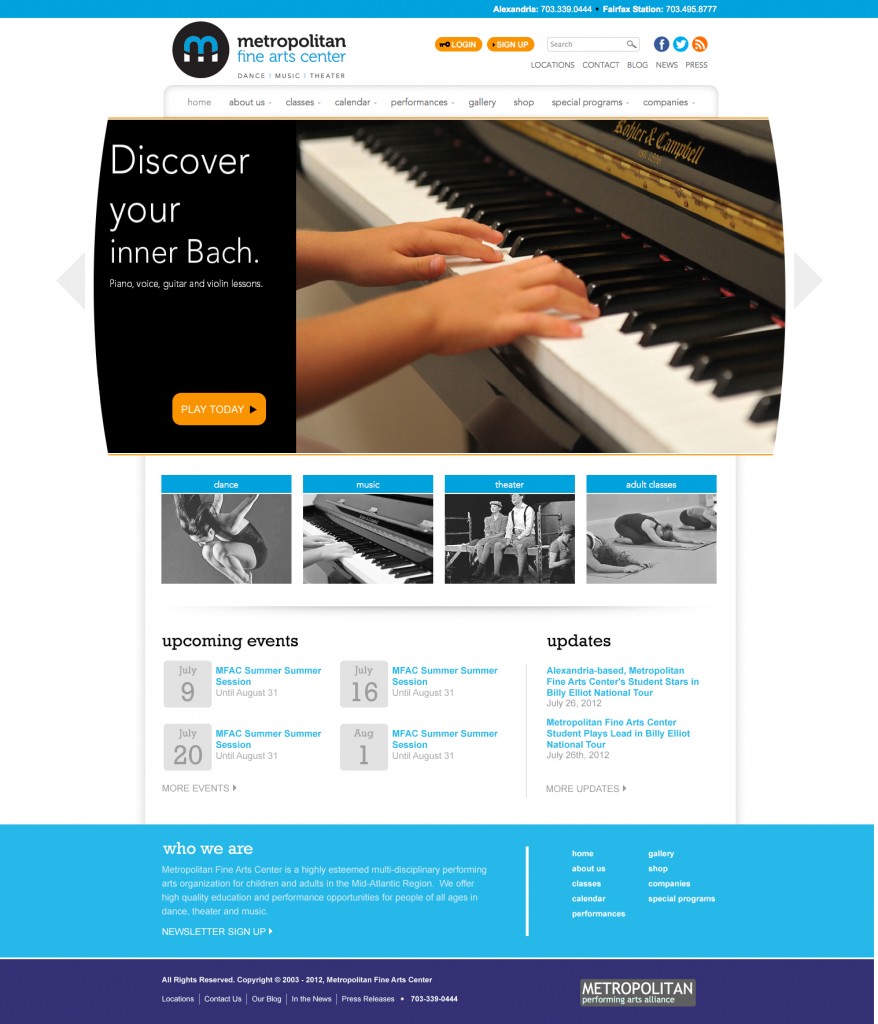 Alexandria: 703.339.0444 • Fairfax Station: 703.495.8777
metropolitan
fine arts center
DANCE | MUSIC | THEATER
LOGIN
SIGN UP
Search
LOCATIONS CONTACT BLOG NEWS PRESS
home about us classes calendar performances gallery shop special programs companies
Discover
your
inner Bach.
Piano, voice, guitar and violin lessons.
PLAY TODAY
Kohler & Campbell
dance
music
theater
adult classes
upcoming events
July
9
MFAC Summer Summer
Session
Until August 31
July
16
MFAC Summer Summer
Session
Until August 31
July
20
MFAC Summer Summer
Session
Until August 31
Aug
1
MFAC Summer Summer
Session
Until August 31
MORE EVENTS
updates
Alexandria-based, Metropolitan
Fine Arts Center's Student Stars in
Billy Elliot National Tour
July 26, 2012
Metropolitan Fine Arts Center
Student Plays Lead in Billy Elliot
National Tour
July 26th, 2012
MORE UPDATES
who we are
Metropolitan Fine Arts Center is a highly esteemed multi-disciplinary performing
arts organization for children and adults in the Mid-Atlantic Region. We offer
high quality education and performance opportunities for people of all ages in
dance, theater and music.
NEWSLETTER SIGN UP
home
about us
classes
calendar
performances
gallery
shop
companies
special programs
All Rights Reserved. Copyright © 2003 - 2012, Metropolitan Fine Arts Center
Locations | Contact Us | Our Blog | In the News | Press Releases • 703-339-0444
METROPOLITAN
performing arts alliance